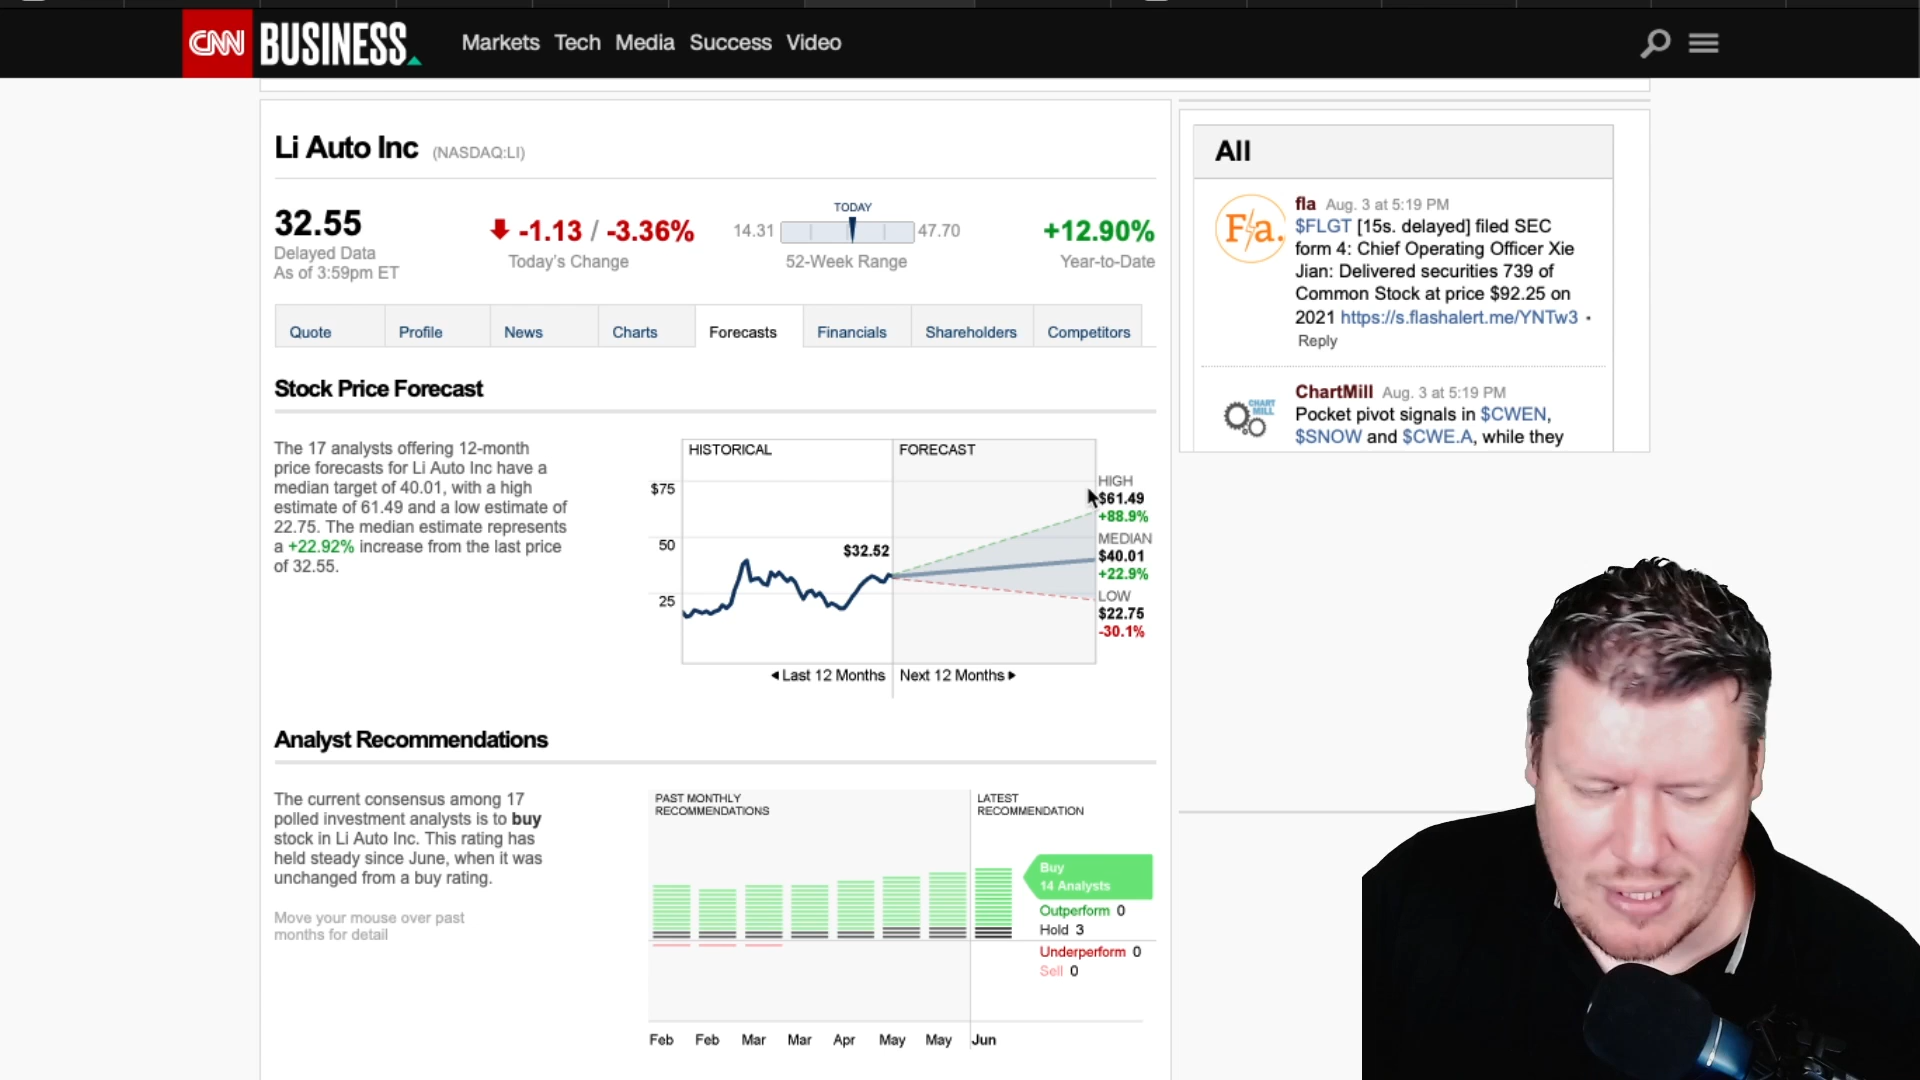 CNN BUSINESS
Markets Tech Media Success Video
Li Auto Inc (NASDAQ:LI)
32.55
Delayed Data
As of 3:59pm ET
-1.13 / -3.36%
Today's Change
TODAY
14.31 47.70
52-Week Range
+12.90%
Year-to-Date
Quote Profile News Charts Forecasts Financials Shareholders Competitors
Stock Price Forecast
The 17 analysts offering 12-month
price forecasts for Li Auto Inc have a
median target of 40.01, with a high
estimate of 61.49 and a low estimate of
22.75. The median estimate represents
a +22.92% increase from the last price
of 32.55.
HISTORICAL FORECAST
$75
50
25
$32.52
HIGH
$61.49
+88.9%
MEDIAN
$40.01
+22.9%
LOW
$22.75
-30.1%
Last 12 Months Next 12 Months
Analyst Recommendations
The current consensus among 17
polled investment analysts is to buy
stock in Li Auto Inc. This rating has
held steady since June, when it was
unchanged from a buy rating.
Move your mouse over past
months for detail
PAST MONTHLY
RECOMMENDATIONS
LATEST
RECOMMENDATION
Buy
14 Analysts
Outperform 0
Hold 3
Underperform 0
Sell 0
Feb Feb Mar Mar Apr May May Jun
All
Fla.
fla Aug. 3 at 5:19 PM
$FLGT [15s. delayed] filed SEC
form 4: Chief Operating Officer Xie
Jian: Delivered securities 739 of
Common Stock at price $92.25 on
2021 https://s.flashalert.me/YNTw3 •
Reply
CHART
MILL
ChartMill Aug. 3 at 5:19 PM
Pocket pivot signals in $CWEN,
$SNOW and $CWE.A, while they